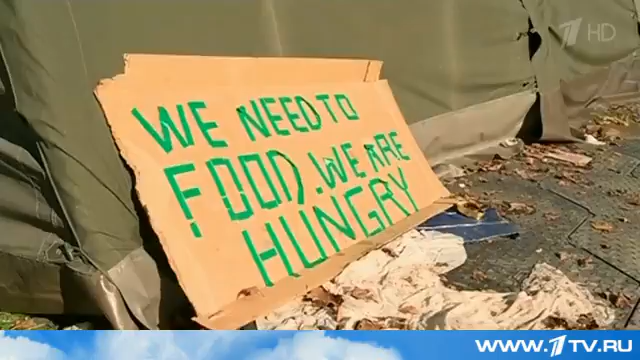 1 HD
WE NEED TO
FOOD. WE ARE
HUNGRY
WWW.1TV.RU